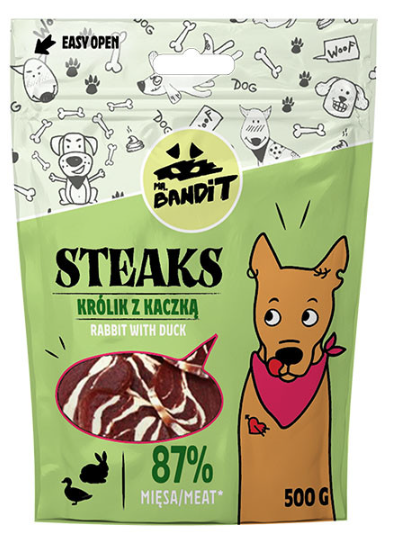 EASY OPEN
WOOF
DOG
DOG
MR.
BANDIT
STEAKS
KRÓLIK Z KACZKĄ
RABBIT WITH DUCK
87%
MIĘSA/MEAT*
500 G